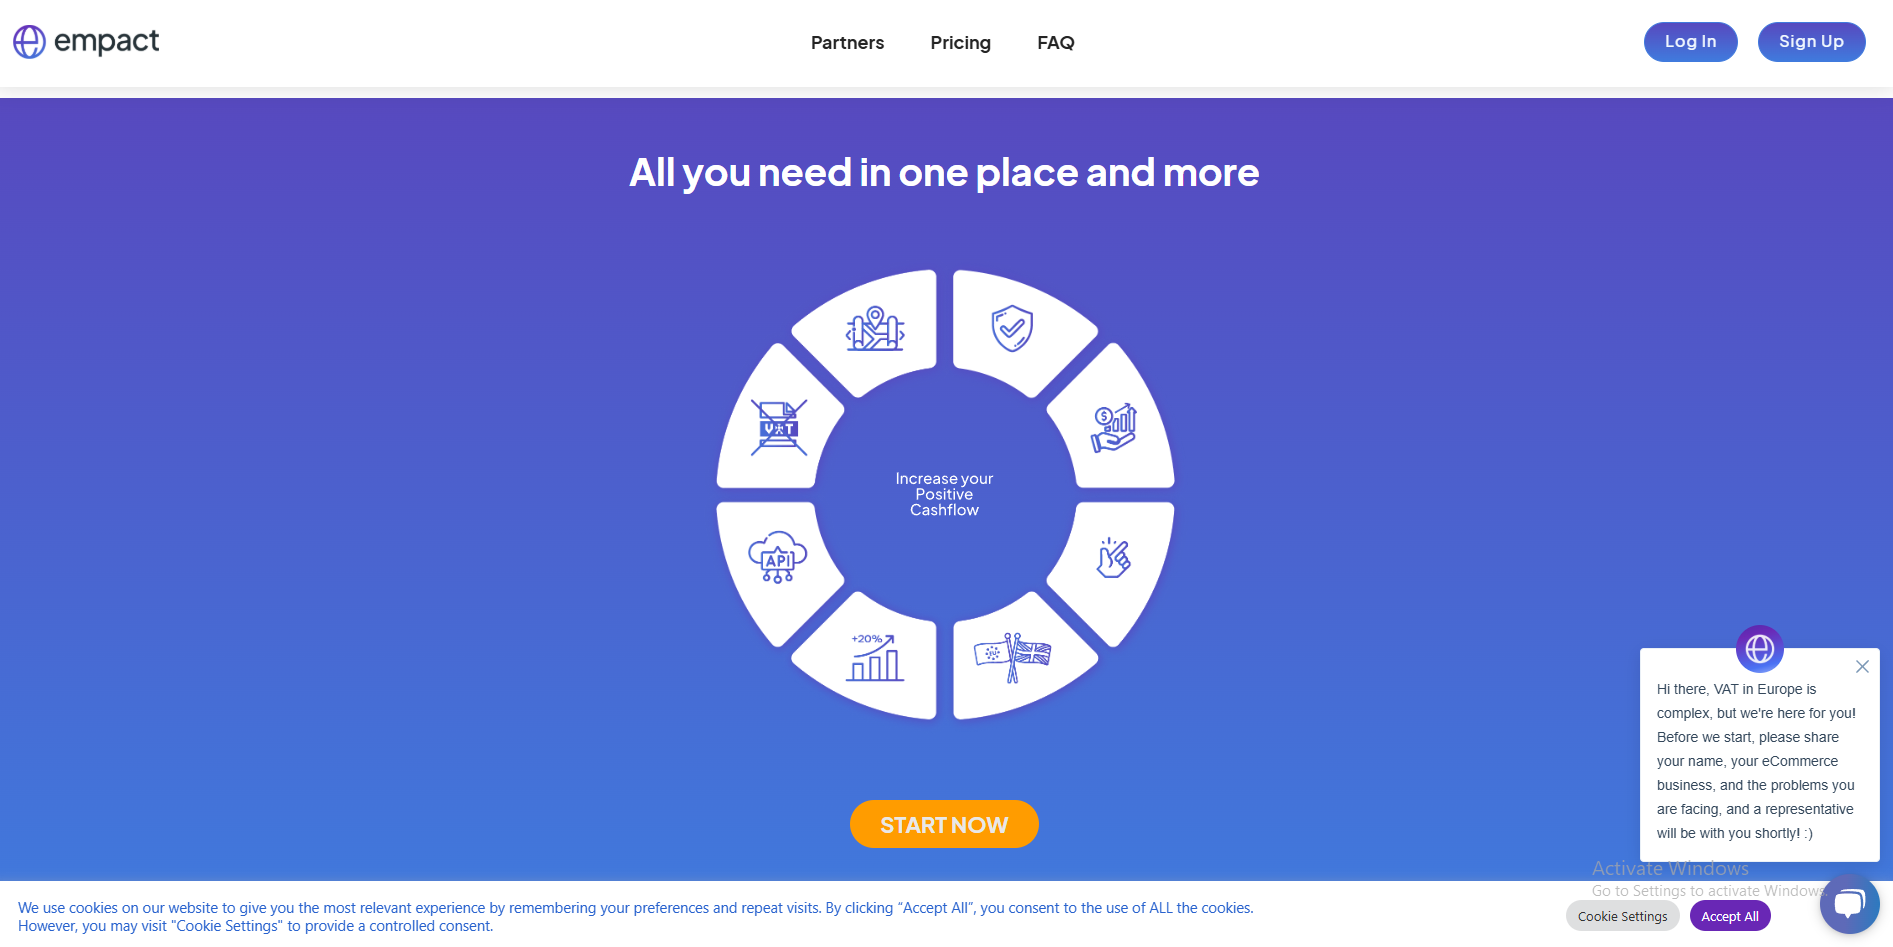 empact
Partners
Pricing
FAQ
Log In
Sign Up
All you need in one place and more
VAT
Increase your
Positive
Cashflow
API
+20%
START NOW
Hi there, VAT in Europe is
complex, but we're here for you!
Before we start, please share
your name, your eCommerce
business, and the problems you
are facing, and a representative
will be with you shortly! :)
Activate Windows
Go to Settings to activate Windows.
We use cookies on our website to give you the most relevant experience by remembering your preferences and repeat visits. By clicking “Accept All”, you consent to the use of ALL the cookies.
However, you may visit "Cookie Settings" to provide a controlled consent.
Cookie Settings
Accept All